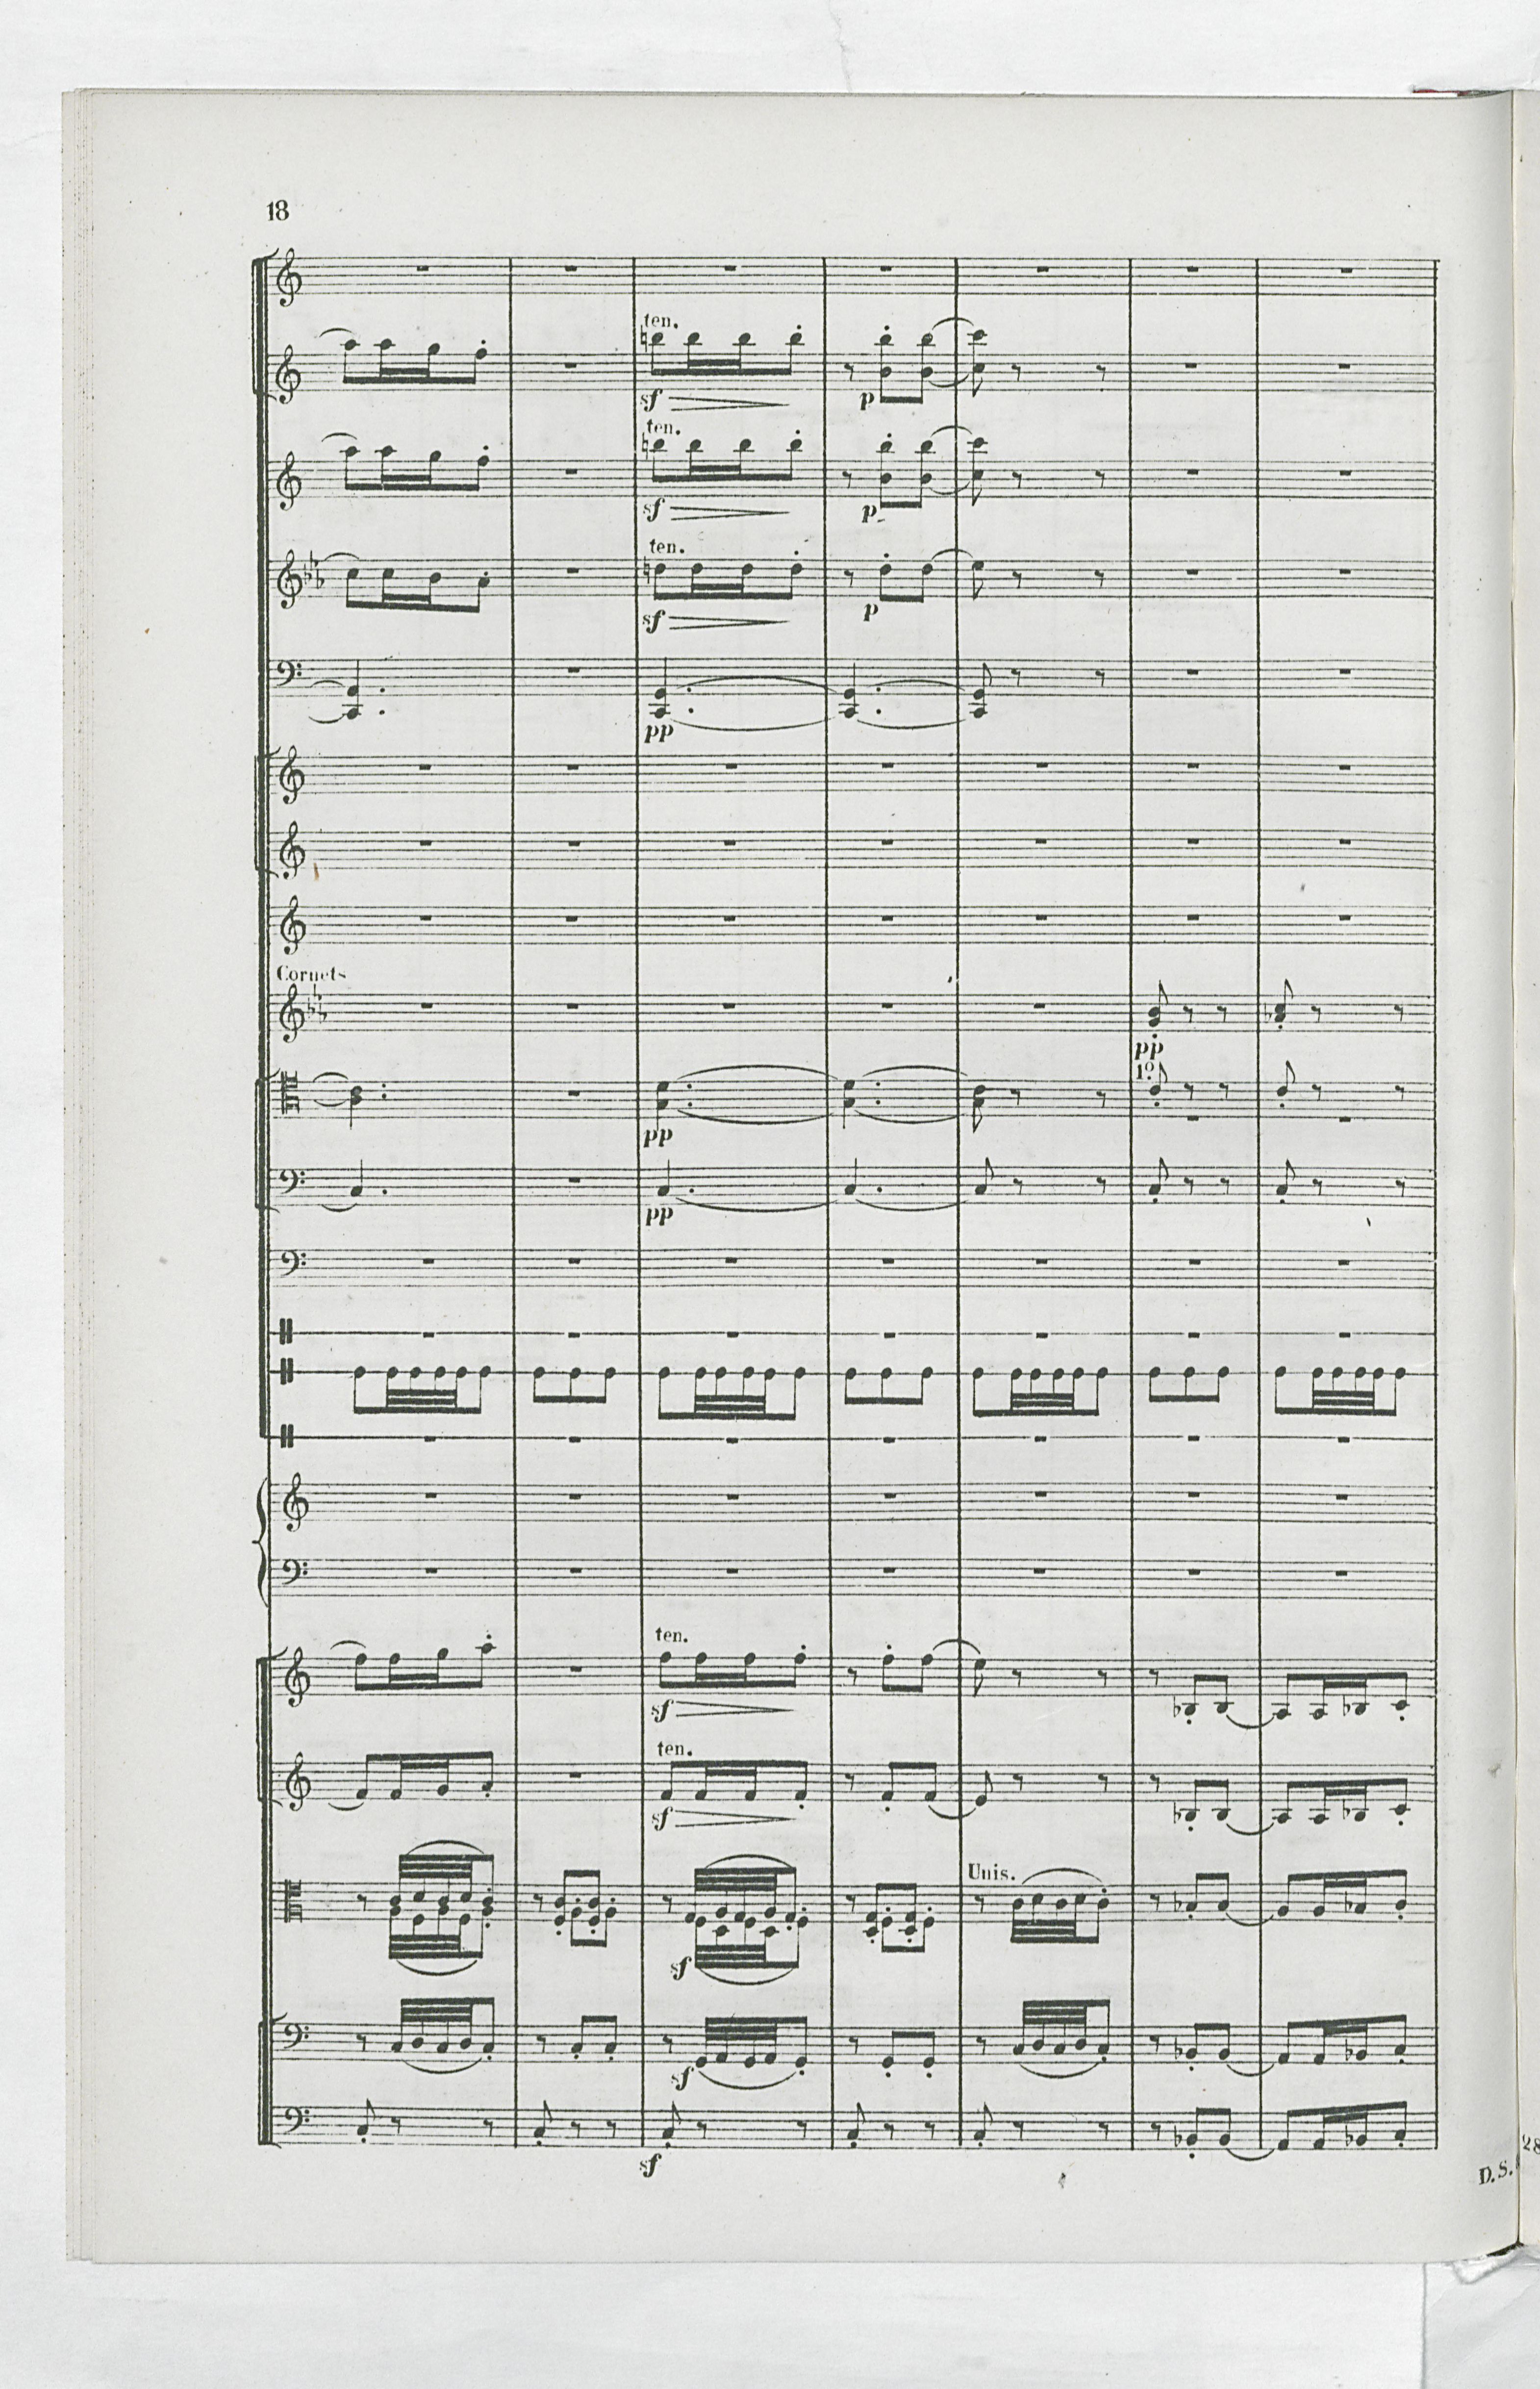 18
ten.
sf
p
ten.
sf
p
ten.
sf
p
pp
Cornets
pp
1º
pp
pp
ten.
sf
ten.
sf
Unis.
sf
sf
sf
D.S.
28